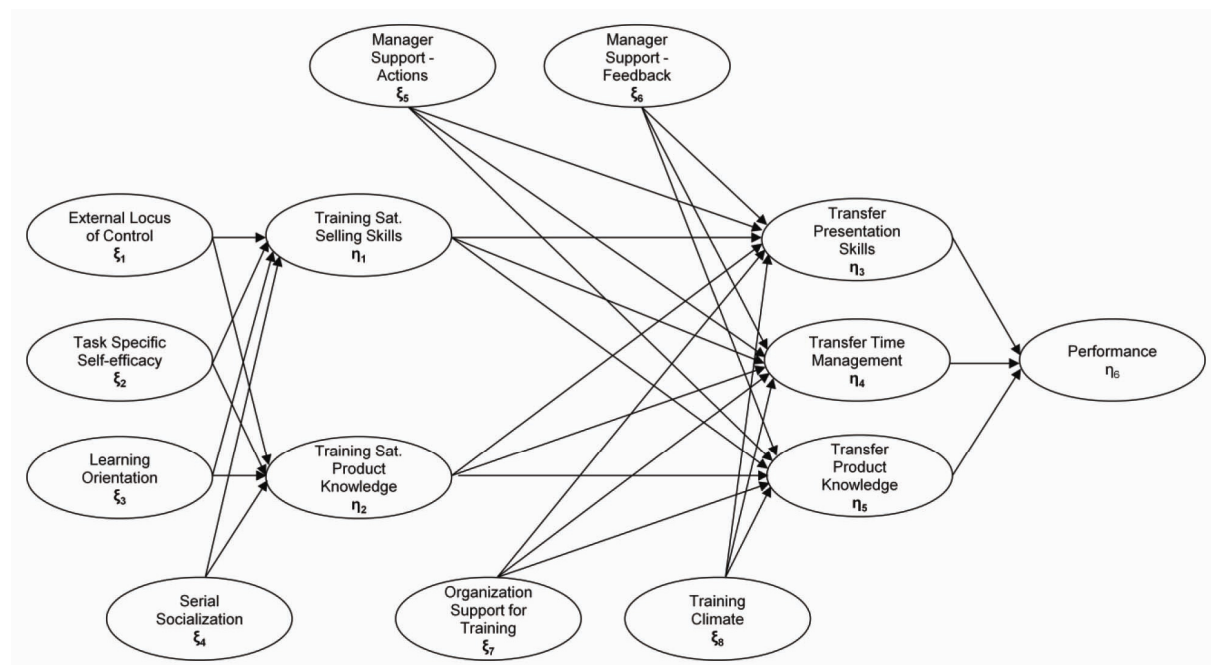 Manager
Support -
Actions
ξ5
Manager
Support -
Feedback
ξ6
External Locus
of Control
ξ1
Training Sat.
Selling Skills
η1
Transfer
Presentation
Skills
η3
Task Specific
Self-efficacy
ξ2
Transfer Time
Management
η4
Performance
η6
Learning
Orientation
ξ3
Training Sat.
Product
Knowledge
η2
Transfer
Product
Knowledge
η5
Serial
Socialization
ξ4
Organization
Support for
Training
ξ7
Training
Climate
ξ8